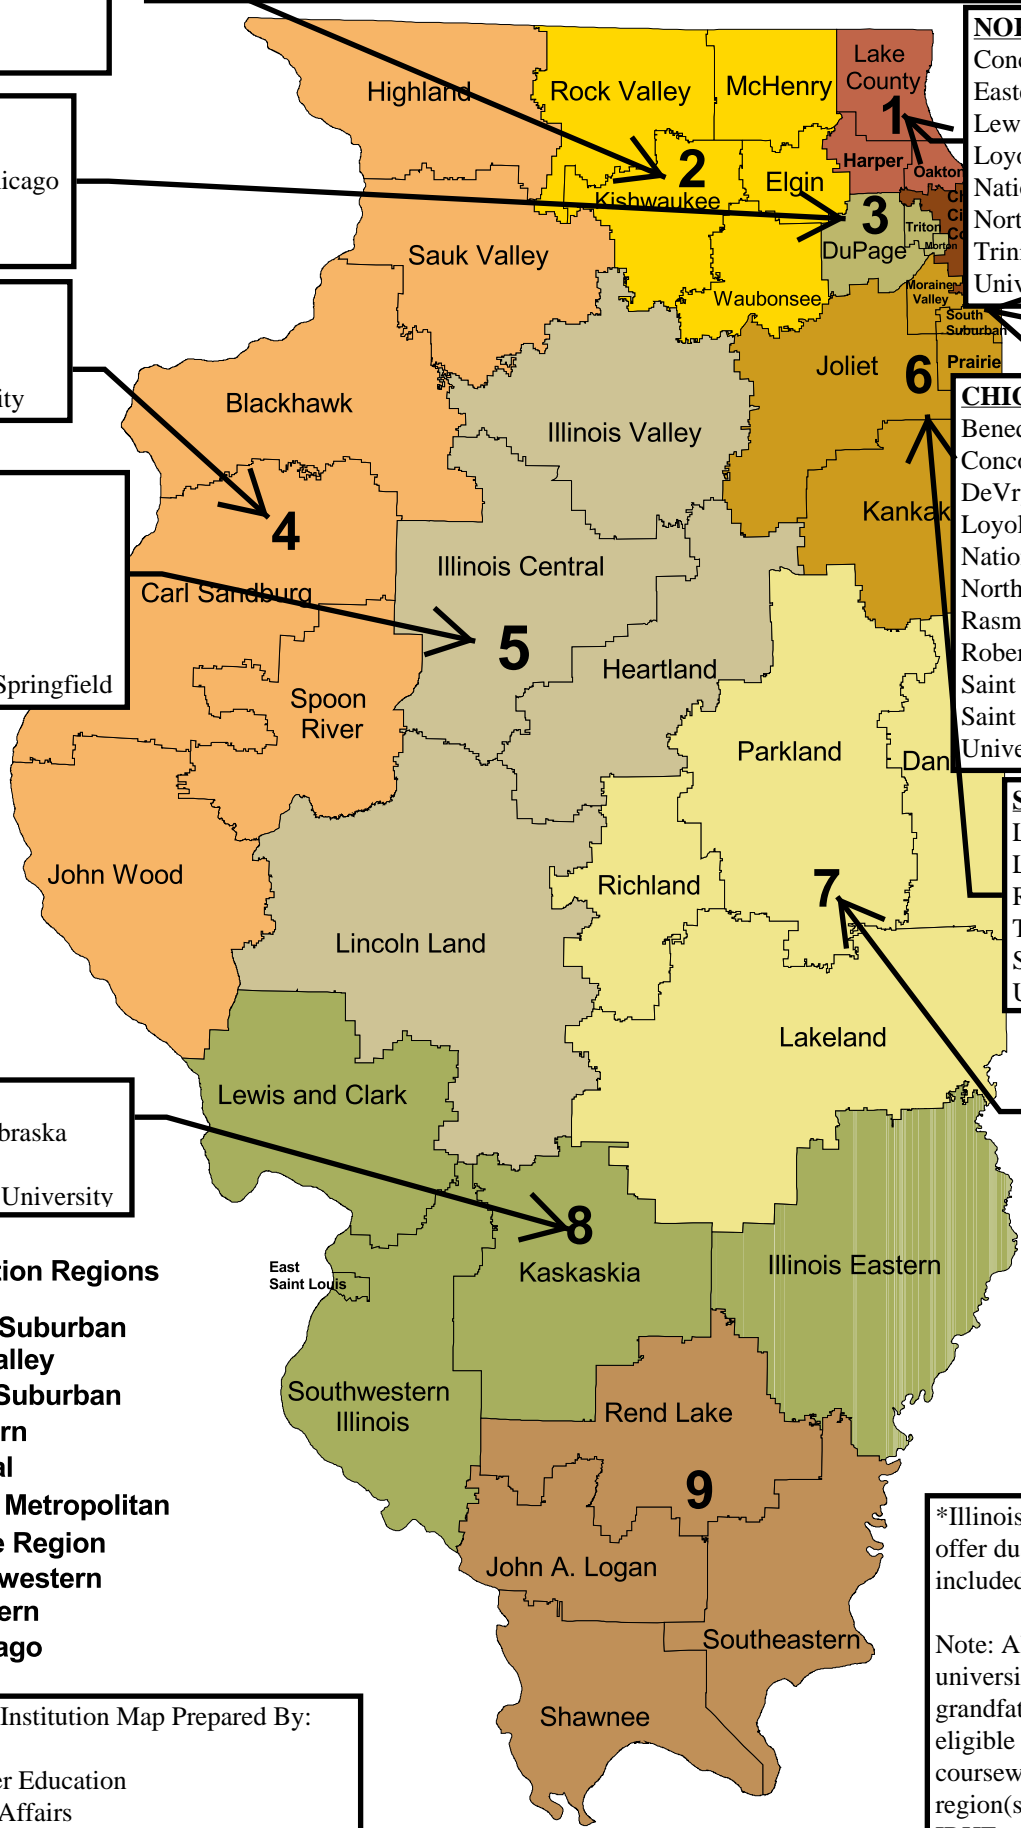 Highland
Rock Valley
McHenry
Lake
County
1
Harper
Oakton
2
Kishwaukee
Elgin
3
DuPage
Triton
Morton
Sauk Valley
Waubonsee
Moraine
Valley
South
Suburban
Joliet
6
Prairie
Blackhawk
Illinois Valley
Kankak
4
Carl Sandburg
Illinois Central
5
Heartland
Spoon
River
Parkland
Dan
John Wood
Richland
7
Lincoln Land
Lakeland
Lewis and Clark
8
Kaskaskia
Illinois Eastern
East
Saint Louis
Southwestern
Illinois
Rend Lake
9
John A. Logan
Southeastern
Shawnee
icago
ity
Springfield
braska
University
tion Regions
Suburban
alley
Suburban
rn
al
Metropolitan
e Region
western
ern
ago
Institution Map Prepared By:
er Education
Affairs
NOR
Conc
Easte
Lew
Loyo
Natio
Nort
Trini
Univ
CHIC
Bened
Conco
DeVr
Loyol
Natio
North
Rasm
Rober
Saint
Saint
Unive
S
L
L
R
T
S
U
*Illinois
offer du
included
Note: A
universi
grandfat
eligible
coursew
region(s